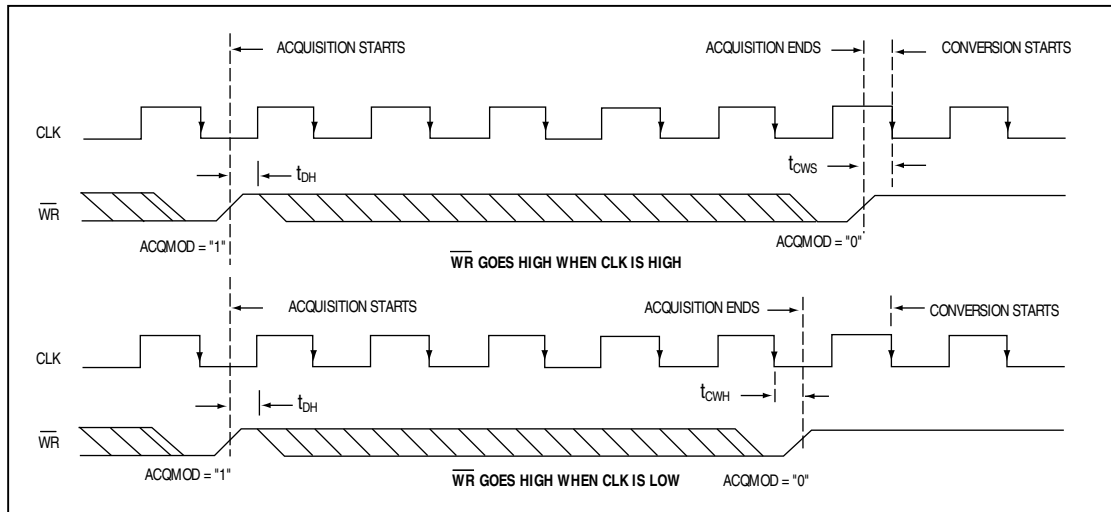 ACQUISITION STARTS
ACQUISITION ENDS
CONVERSION STARTS
CLK
tCWS
tDH
WR
ACQMOD = "1"
ACQMOD = "0"
WR GOES HIGH WHEN CLK IS HIGH
ACQUISITION STARTS
ACQUISITION ENDS
CONVERSION STARTS
CLK
tCWH
tDH
WR
ACQMOD = "1"
WR GOES HIGH WHEN CLK IS LOW
ACQMOD = "0"